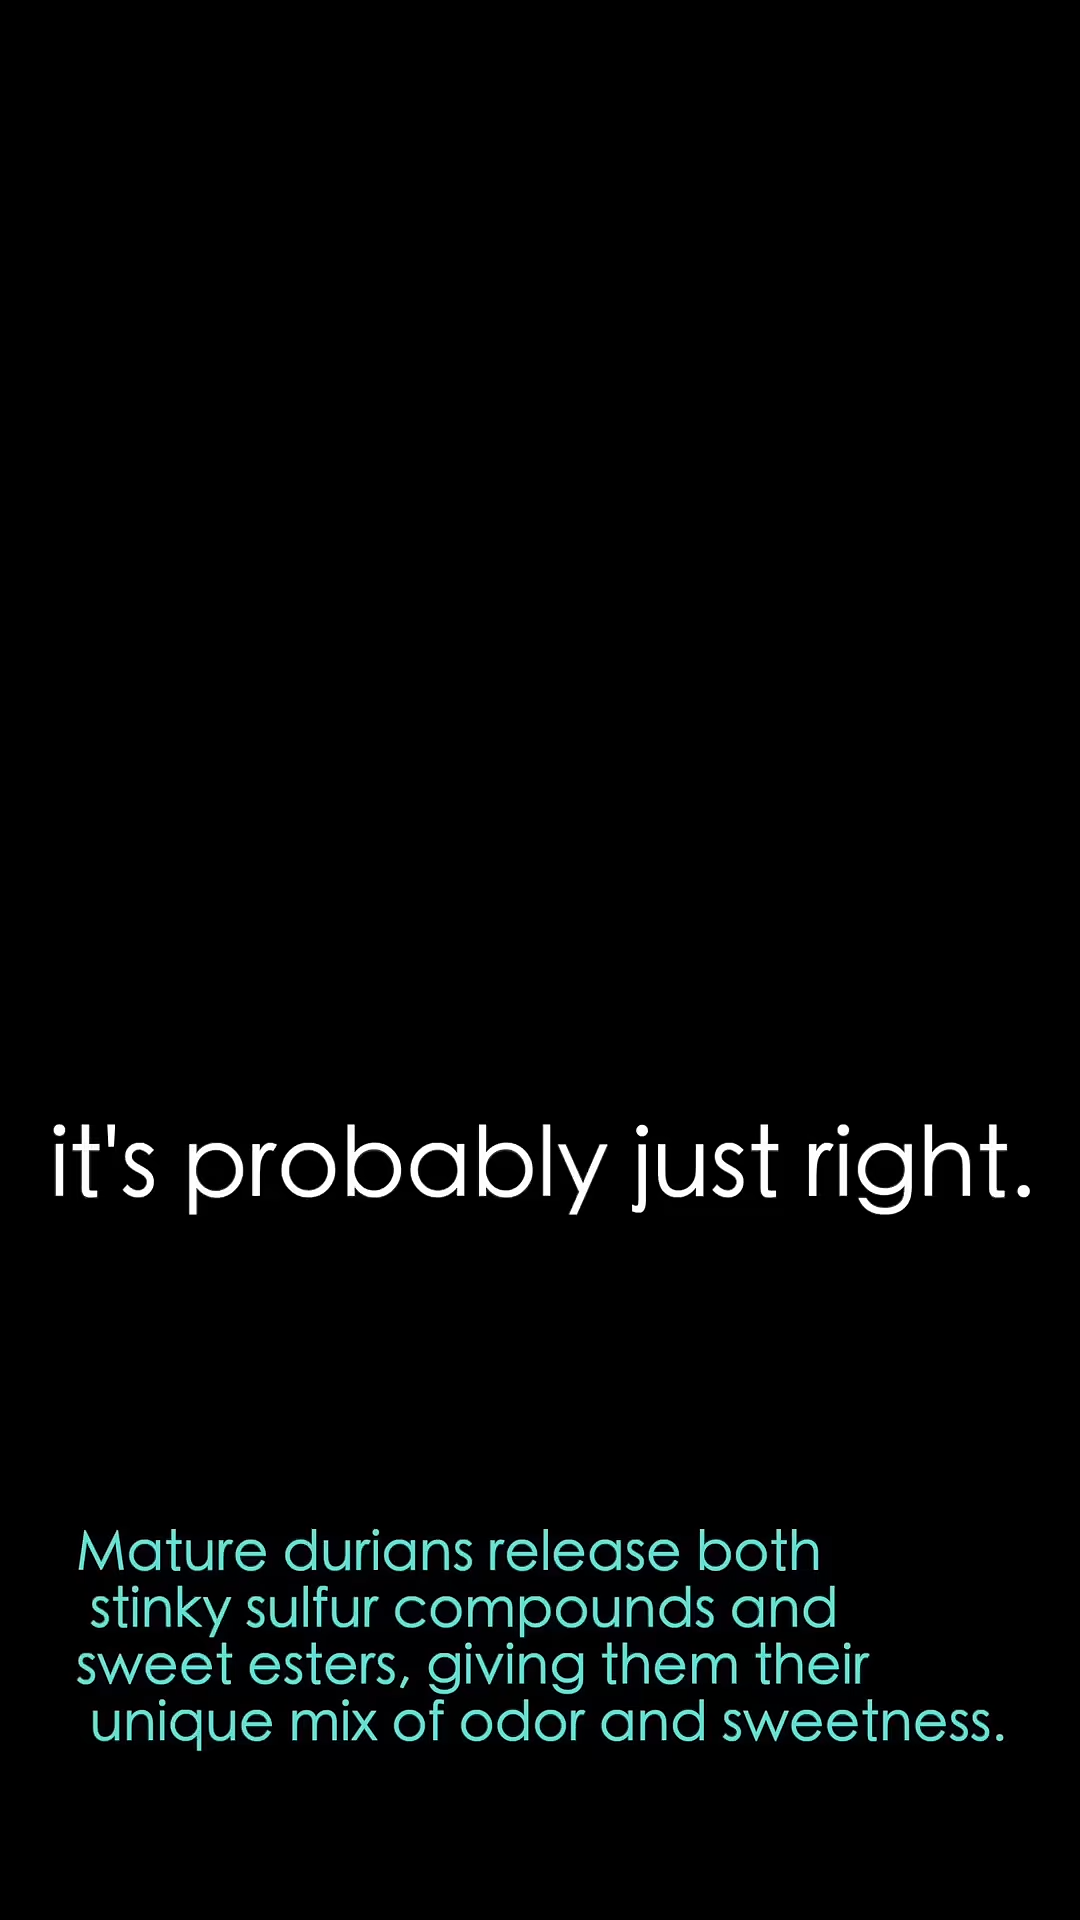 it's probably just right.
Mature durians release both
stinky sulfur compounds and
sweet esters, giving them their
unique mix of odor and sweetness.